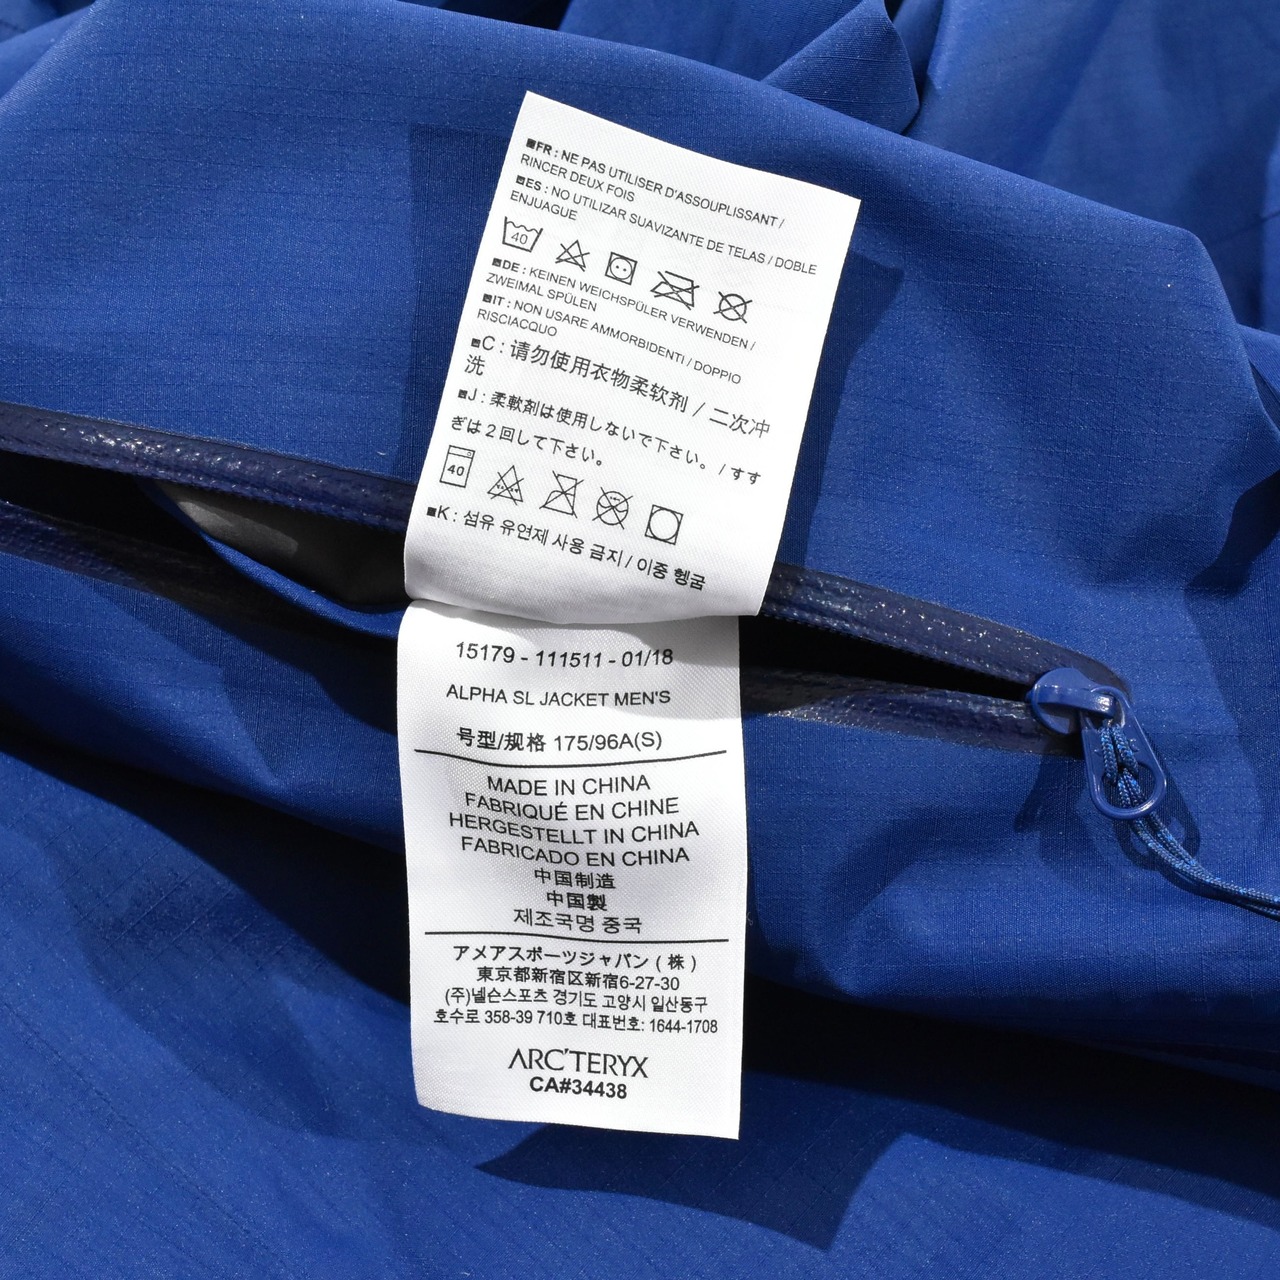 FR : NE PAS UTILISER D'ASSOUPLISSANT /
RINCER DEUX FOIS
ES : NO UTILIZAR SUAVIZANTE DE TELAS / DOBLE
ENJUAGUE
40
DE : KEINEN WEICHSPÜLER VERWENDEN /
ZWEIMAL SPÜLEN
IT : NON USARE AMMORBIDENTI / DOPPIO
RISCIACQUO
C : 请勿使用衣物柔软剂 / 二次冲
洗
J : 柔軟剤は使用しないで下さい。 / すす
ぎは2回して下さい。
40
K : 섬유 유연제 사용 금지 / 이중 헹굼
15179 - 111511 - 01/18
ALPHA SL JACKET MEN'S
号型/规格 175/96A(S)
MADE IN CHINA
FABRIQUÉ EN CHINE
HERGESTELLT IN CHINA
FABRICADO EN CHINA
中国制造
中国製
제조국명 중국
アメアスポーツジャパン ( 株 )
東京都新宿区新宿6-27-30
(주)넬슨스포츠 경기도 고양시 일산동구
호수로 358-39 710호 대표번호: 1644-1708
ARC'TERYX
CA#34438